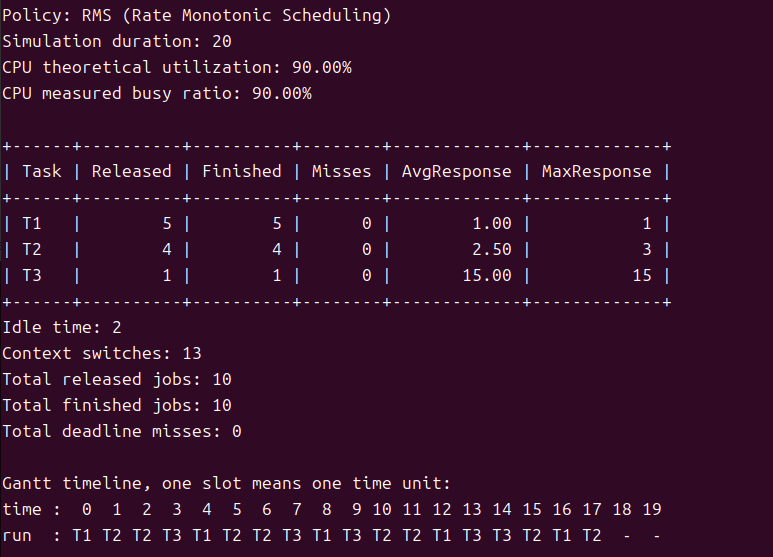 Policy: RMS (Rate Monotonic Scheduling)
Simulation duration: 20
CPU theoretical utilization: 90.00%
CPU measured busy ratio: 90.00%

+------+----------+----------+--------+-------------+-------------+
| Task | Released | Finished | Misses | AvgResponse | MaxResponse |
+------+----------+----------+--------+-------------+-------------+
| T1   |        5 |        5 |      0 |        1.00 |           1 |
| T2   |        4 |        4 |      0 |        2.50 |           3 |
| T3   |        1 |        1 |      0 |       15.00 |          15 |
+------+----------+----------+--------+-------------+-------------+
Idle time: 2
Context switches: 13
Total released jobs: 10
Total finished jobs: 10
Total deadline misses: 0

Gantt timeline, one slot means one time unit:
time :  0  1  2  3  4  5  6  7  8  9 10 11 12 13 14 15 16 17 18 19
run  : T1 T2 T2 T3 T1 T2 T2 T3 T1 T3 T2 T2 T1 T3 T3 T2 T1 T2  -  -